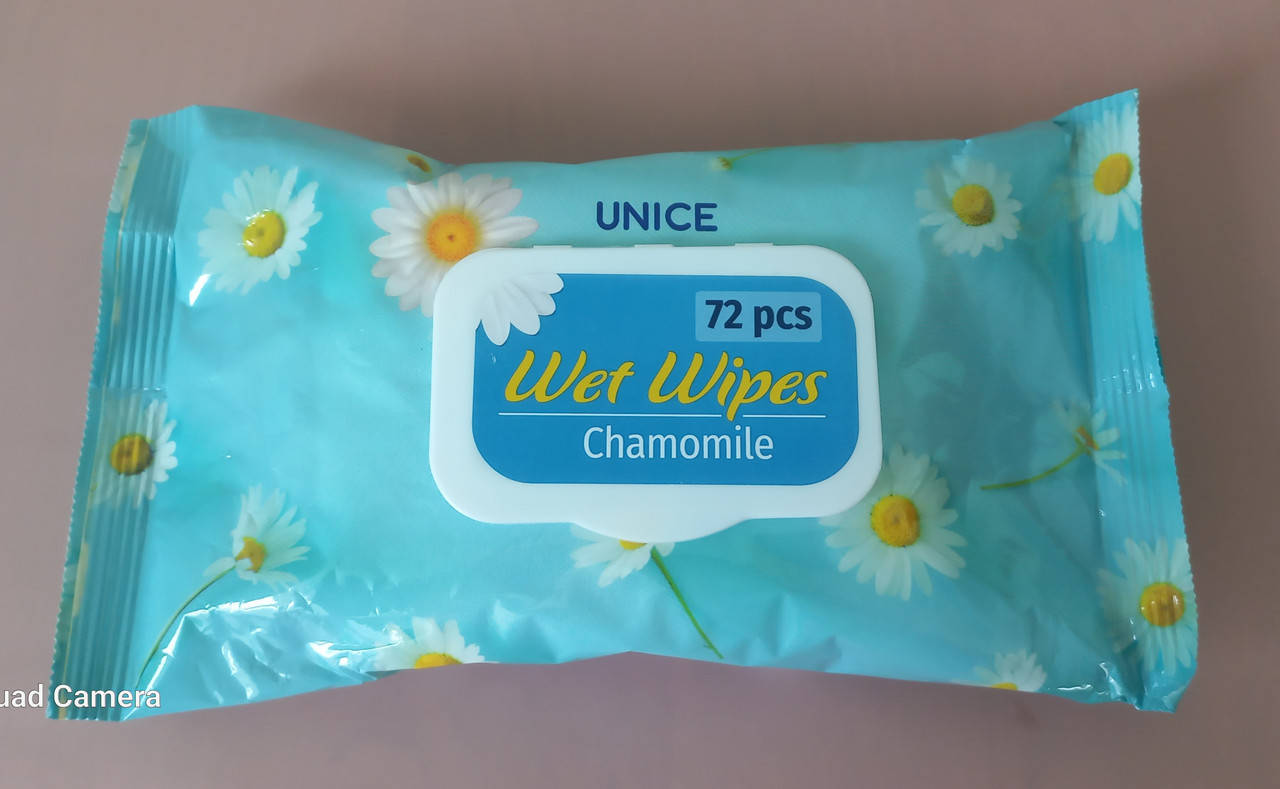 UNICE
72 pcs
Wet Wipes
Chamomile
uad Camera